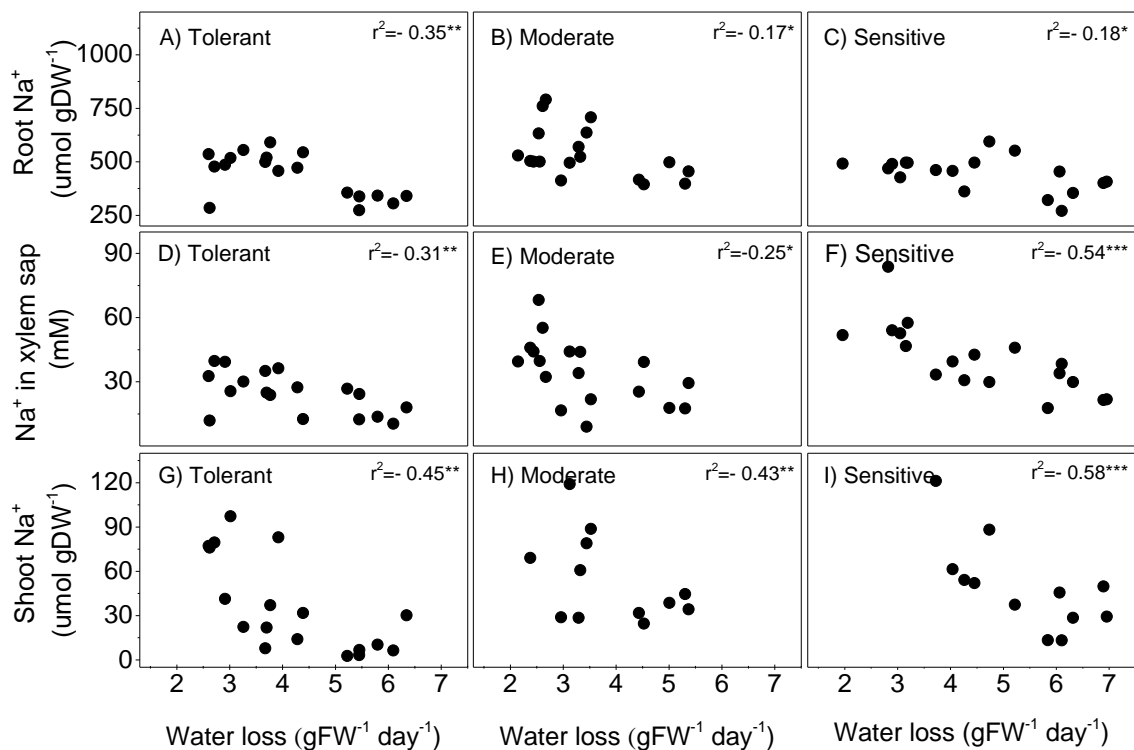 A) Tolerant r²=- 0.35**
B) Moderate r²=- 0.17*
C) Sensitive r²=- 0.18*
Root Na⁺
(umol gDW⁻¹)
1000
750
500
250
D) Tolerant r²=- 0.31**
E) Moderate r²=-0.25*
F) Sensitive r²=- 0.54***
Na⁺ in xylem sap
(mM)
90
60
30
G) Tolerant r²=- 0.45**
H) Moderate r²=- 0.43**
I) Sensitive r²=- 0.58***
Shoot Na⁺
(umol gDW⁻¹)
120
90
60
30
0
2 3 4 5 6 7
2 3 4 5 6 7
2 3 4 5 6 7
Water loss (gFW⁻¹ day⁻¹)
Water loss (gFW⁻¹ day⁻¹)
Water loss (gFW⁻¹ day⁻¹)